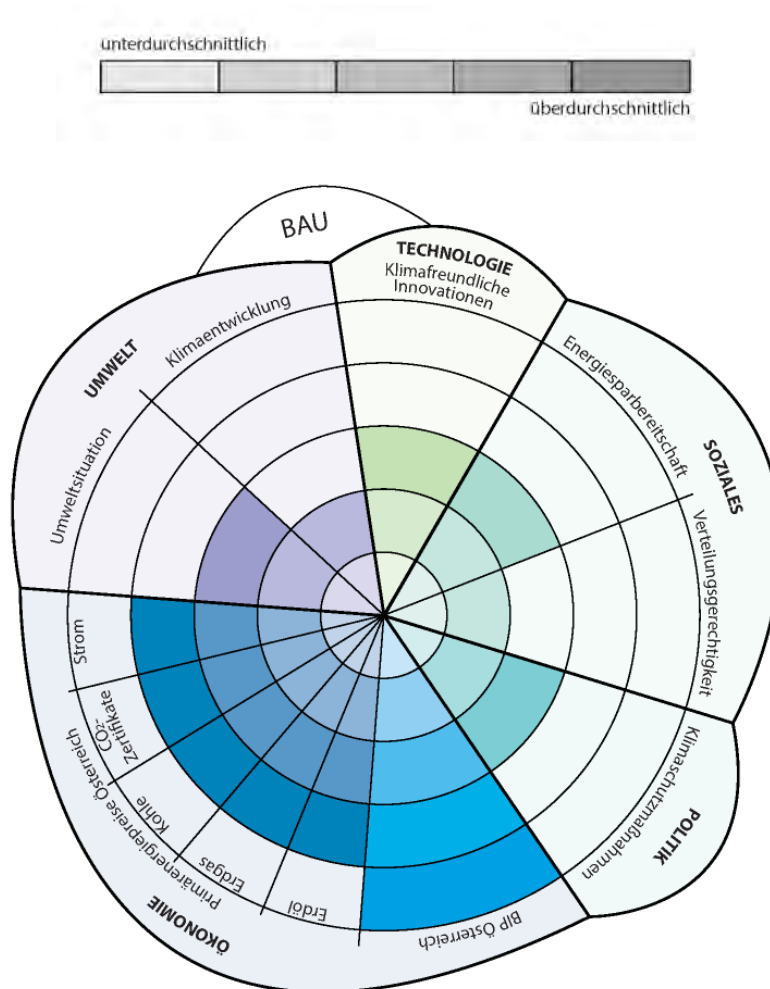 unterdurchschnittlich
überdurchschnittlich
BAU
TECHNOLOGIE
Klimafreundliche
Innovationen
UMWELT
Klimaentwicklung
Umweltsituation
SOZIALES
Energiesparbereitschaft
Verteilungsgerechtigkeit
POLITIK
Klimaschutzmaßnahmen
ÖKONOMIE
Primärenergiepreise Österreich
Strom
CO2-
Zertifikate
Kohle
Erdgas
Erdöl
BIP Österreich